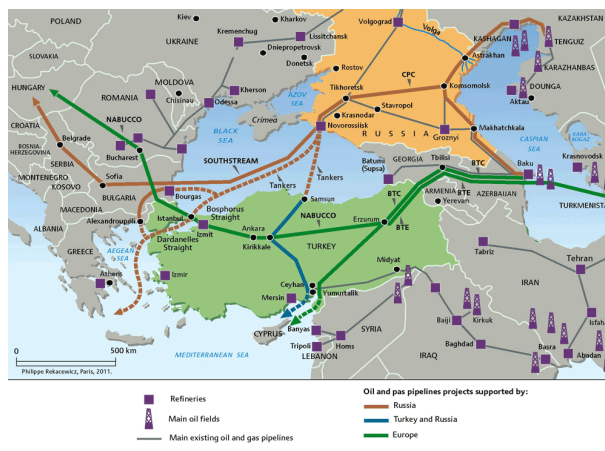 POLAND
Kiev
Kharkov
Kremenchug
Lissitchansk
Volgograd
Volga
KAZAKHSTAN
KASHAGAN
TENGUIZ
UKRAINE
Dniepropetrovsk
Donetsk
Astrakhan
SLOVAKIA
KARAZHANBAS
MOLDOVA
Chisinau
Rostov
CPC
HUNGARY
ROMANIA
Kherson
Odessa
AZOV
SEA
Tikhoretsk
Komsomolsk
DOUNGA
Aktau
Stavropol
Krasnodar
CROATIA
NABUCCO
Crimea
Novorossiisk
RUSSIA
Groznyi
Makhatchkala
BOSNIA-
HERZEGOVINA
Belgrade
Bucharest
BLACK
SEA
CASPIAN
SEA
KARA-
BOGAZ
SERBIA
SOUTHSTREAM
MONTENEGRO
KOSOVO
Sofia
BULGARIA
Bourgas
Tankers
Tankers
Batumi
(Supsa)
GEORGIA
Tbilisi
BTC
Baku
Krasnovodsk
MACEDONIA
Alexandroupoli
Istanbul
Bosphorus
Straight
Samsun
BTC
ARMENIA
Yerevan
BTE
AZERBAIJAN
TURKMENIST
ALBANIA
NABUCCO
Erzurum
BTE
Dardanelles
Straight
Izmit
Ankara
Kirikkale
TURKEY
GREECE
AEGEAN
SEA
Midyat
Tabriz
Tehran
Athens
Izmir
Ceyhan
Yumurtalik
IRAN
Mersin
CYPRUS
Banyas
SYRIA
Baiji
Kirkuk
Isfah
Tripoli
Homs
LEBANON
MEDITERRANEAN SEA
IRAQ
Baghdad
Basra
Abadan
0
500 km
Philippe Rekacewicz, Paris, 2011.
Refineries
Main oil fields
Main existing oil and gas pipelines
Oil and pas pipelines projects supported by:
Russia
Turkey and Russia
Europe